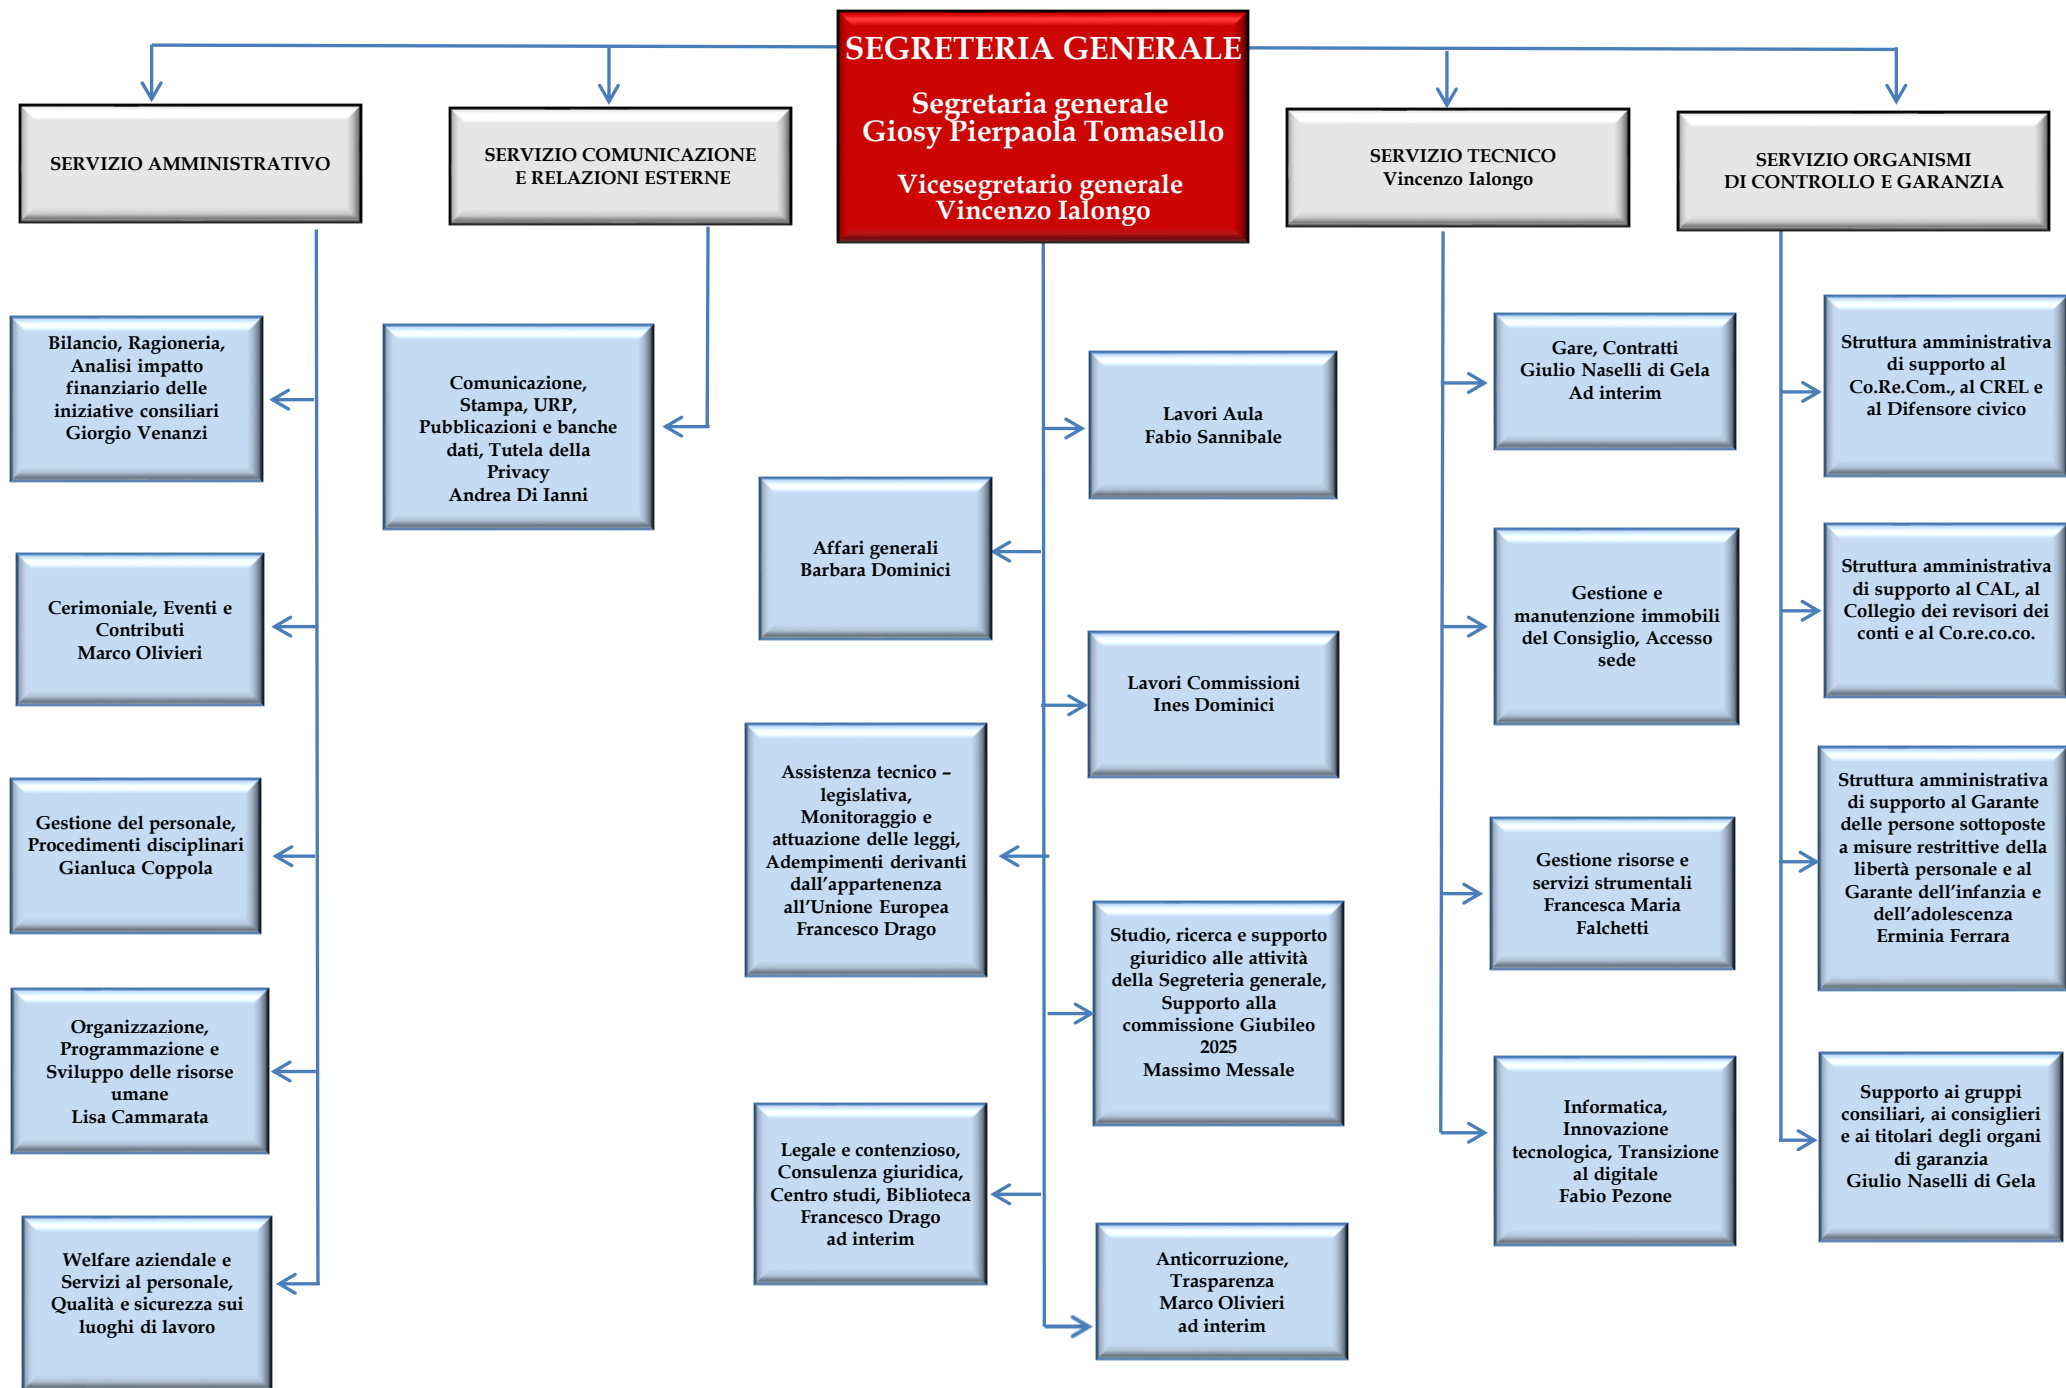 SEGRETERIA GENERALE
Segretaria generale
Giosy Pierpaola Tomasello
Vicesegretario generale
Vincenzo Ialongo
SERVIZIO AMMINISTRATIVO
SERVIZIO COMUNICAZIONE
E RELAZIONI ESTERNE
SERVIZIO TECNICO
Vincenzo Ialongo
SERVIZIO ORGANISMI
DI CONTROLLO E GARANZIA
Bilancio, Ragioneria,
Analisi impatto
finanziario delle
iniziative consiliari
Giorgio Venanzi
Cerimoniale, Eventi e
Contributi
Marco Olivieri
Gestione del personale,
Procedimenti disciplinari
Gianluca Coppola
Organizzazione,
Programmazione e
Sviluppo delle risorse
umane
Lisa Cammarata
Welfare aziendale e
Servizi al personale,
Qualità e sicurezza sui
luoghi di lavoro
Comunicazione,
Stampa, URP,
Pubblicazioni e banche
dati, Tutela della
Privacy
Andrea Di Ianni
Lavori Aula
Fabio Sannibale
Affari generali
Barbara Dominici
Lavori Commissioni
Ines Dominici
Assistenza tecnico –
legislativa,
Monitoraggio e
attuazione delle leggi,
Adempimenti derivanti
dall’appartenenza
all’Unione Europea
Francesco Drago
Studio, ricerca e supporto
giuridico alle attività
della Segreteria generale,
Supporto alla
commissione Giubileo
2025
Massimo Messale
Legale e contenzioso,
Consulenza giuridica,
Centro studi, Biblioteca
Francesco Drago
ad interim
Anticorruzione,
Trasparenza
Marco Olivieri
ad interim
Gare, Contratti
Giulio Naselli di Gela
Ad interim
Gestione e
manutenzione immobili
del Consiglio, Accesso
sede
Gestione risorse e
servizi strumentali
Francesca Maria
Falchetti
Informatica,
Innovazione
tecnologica, Transizione
al digitale
Fabio Pezone
Struttura amministrativa
di supporto al
Co.Re.Com., al CREL e
al Difensore civico
Struttura amministrativa
di supporto al CAL, al
Collegio dei revisori dei
conti e al Co.re.co.co.
Struttura amministrativa
di supporto al Garante
delle persone sottoposte
a misure restrittive della
libertà personale e al
Garante dell’infanzia e
dell’adolescenza
Erminia Ferrara
Supporto ai gruppi
consiliari, ai consiglieri
e ai titolari degli organi
di garanzia
Giulio Naselli di Gela